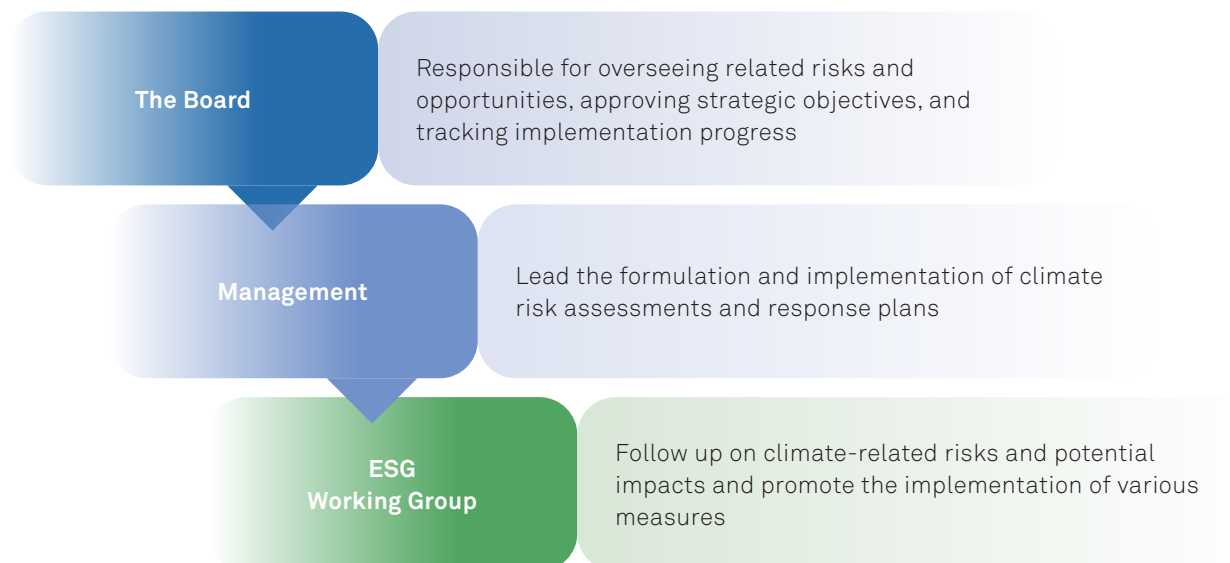 The Board
Responsible for overseeing related risks and
opportunities, approving strategic objectives, and
tracking implementation progress
Management
Lead the formulation and implementation of climate
risk assessments and response plans
ESG
Working Group
Follow up on climate-related risks and potential
impacts and promote the implementation of various
measures